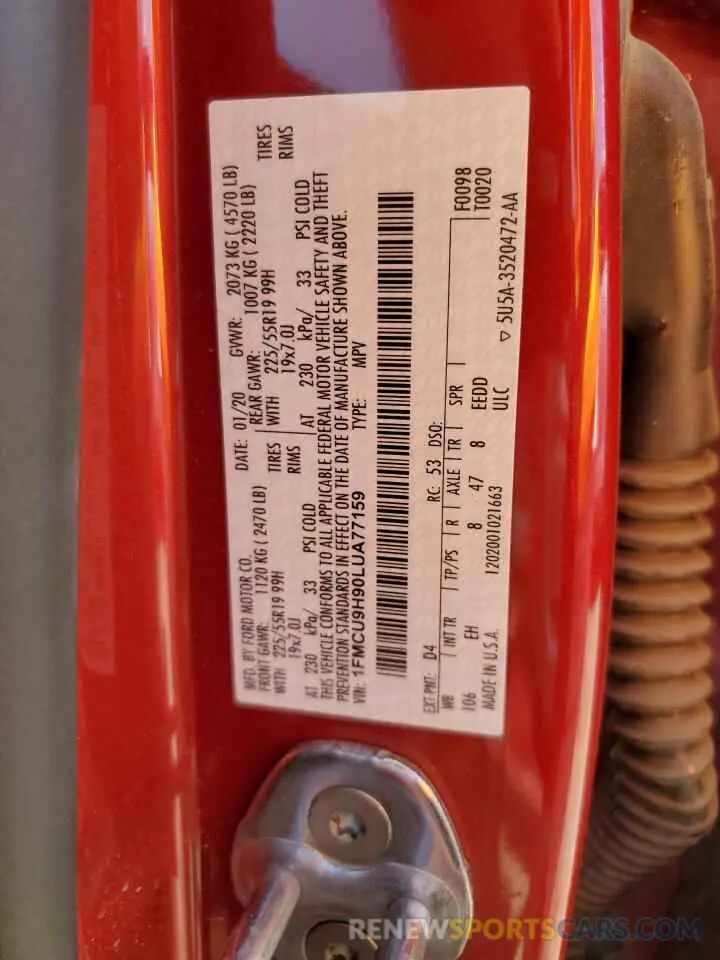 MFD. BY FORD MOTOR CO.
DATE: 01/20 GVWR: 2073 KG ( 4570 LB)
FRONT GAWR: 1120 KG ( 2470 LB)
REAR GAWR: 1007 KG ( 2220 LB)
WITH 225/55R19 99H TIRES
WITH 225/55R19 99H TIRES
19x7.0J RIMS
19x7.0J RIMS
AT 230 kPa/ 33 PSI COLD
AT 230 kPa/ 33 PSI COLD
THIS VEHICLE CONFORMS TO ALL APPLICABLE FEDERAL MOTOR VEHICLE SAFETY AND THEFT
PREVENTION STANDARDS IN EFFECT ON THE DATE OF MANUFACTURE SHOWN ABOVE.
VIN: 1FMCU9H90LUA77159 TYPE: MPV
EXT PNT: D4 RC: 53 DSO: F0098
WB INT TR TP/PS R AXLE TR SPR T0020
106 EH 8 47 8 EEDD
MADE IN U.S.A. 1202001021663 ULC ▽ 5U5A-3520472-AA
RENEWSPORTSCARS.COM